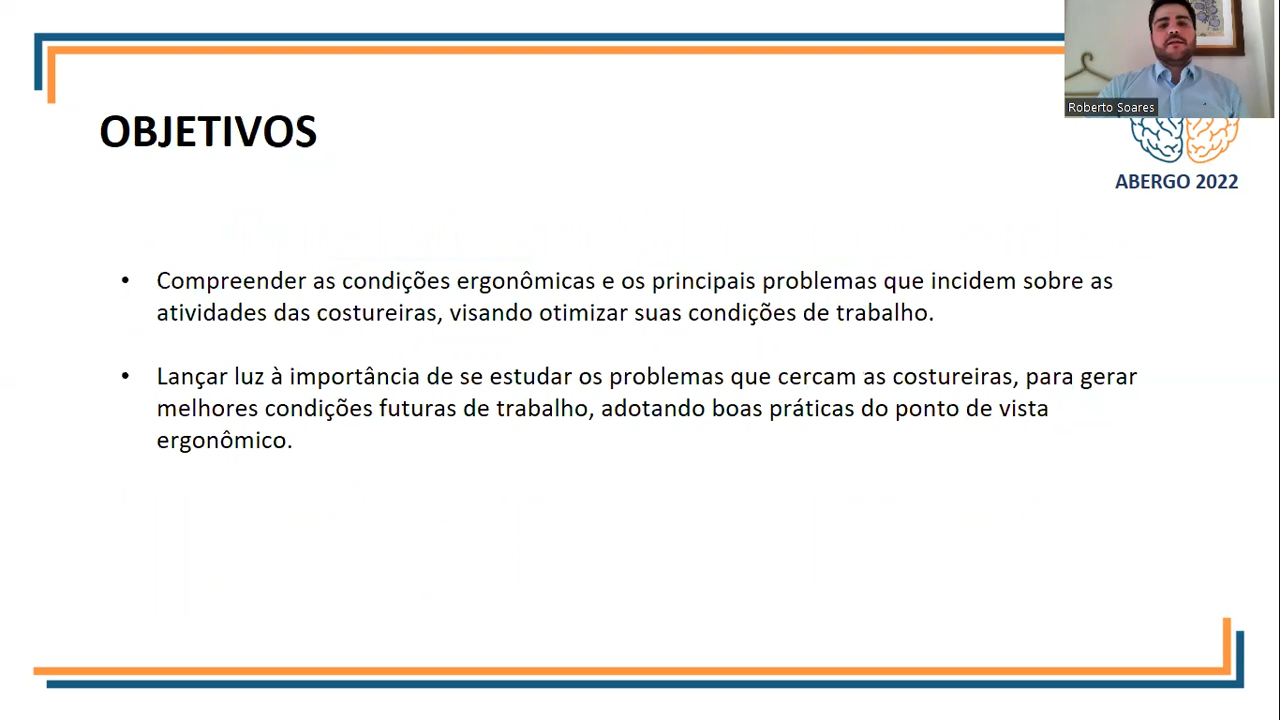 Roberto Soares
OBJETIVOS
ABERGO 2022
• Compreender as condições ergonômicas e os principais problemas que incidem sobre as
atividades das costureiras, visando otimizar suas condições de trabalho.
• Lançar luz à importância de se estudar os problemas que cercam as costureiras, para gerar
melhores condições futuras de trabalho, adotando boas práticas do ponto de vista
ergonômico.